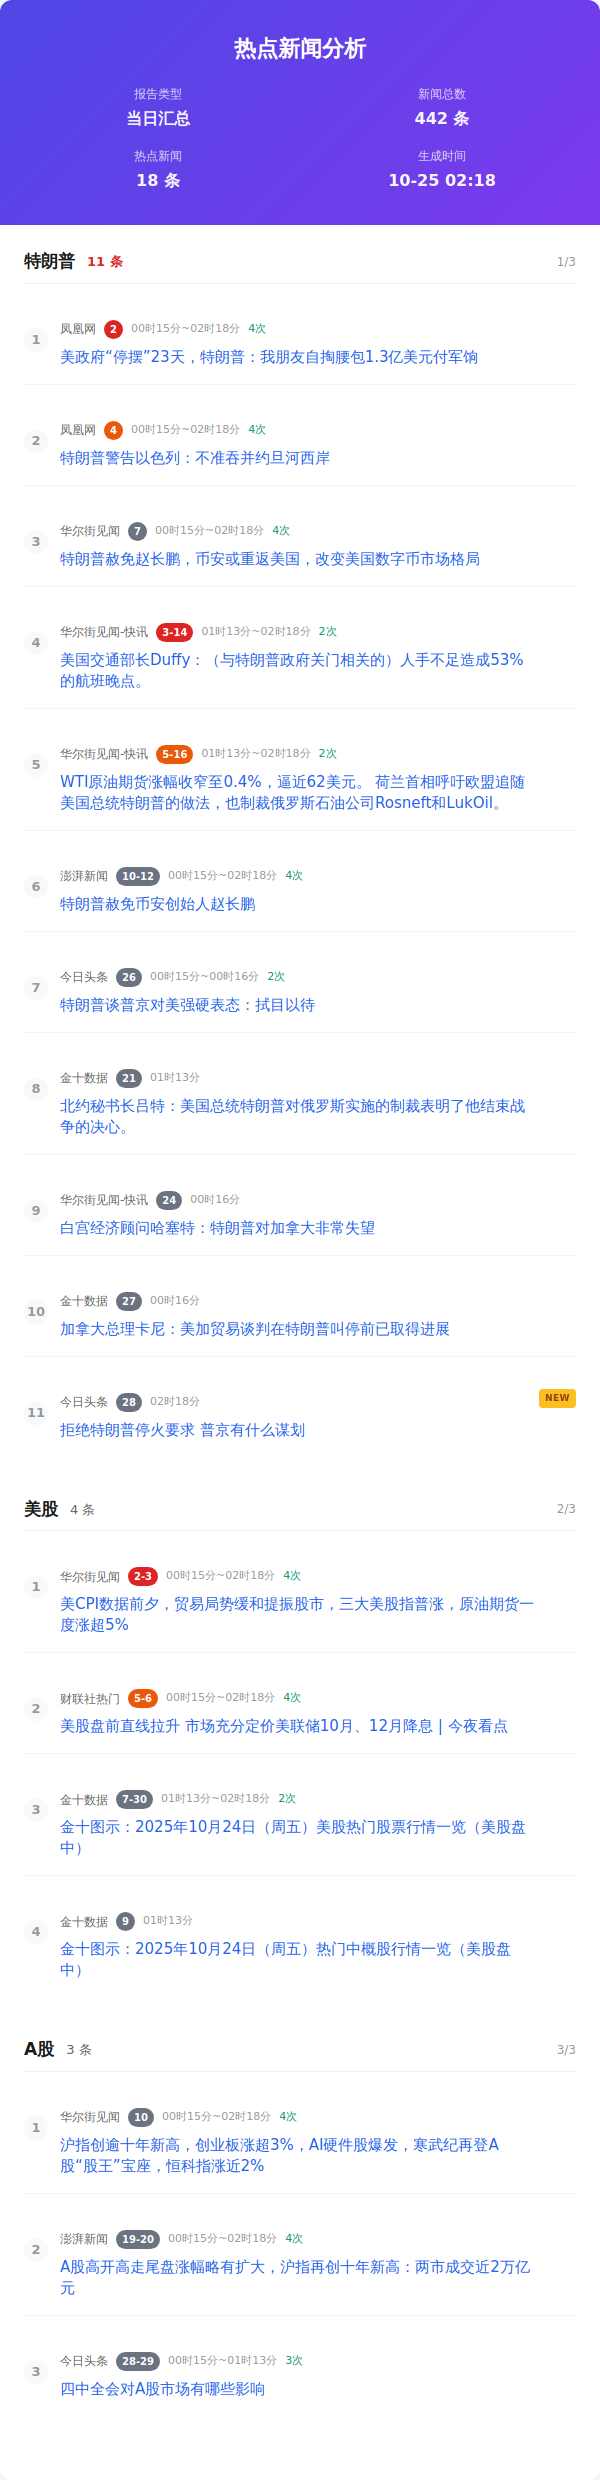 热点新闻分析
报告类型
当日汇总
新闻总数
442 条
热点新闻
18 条
生成时间
10-25 02:18
特朗普 11 条 1/3
1
凤凰网 2 00时15分~02时18分 4次
美政府“停摆”23天，特朗普：我朋友自掏腰包1.3亿美元付军饷
2
凤凰网 4 00时15分~02时18分 4次
特朗普警告以色列：不准吞并约旦河西岸
3
华尔街见闻 7 00时15分~02时18分 4次
特朗普赦免赵长鹏，币安或重返美国，改变美国数字币市场格局
4
华尔街见闻-快讯 3-14 01时13分~02时18分 2次
美国交通部长Duffy：（与特朗普政府关门相关的）人手不足造成53%
的航班晚点。
5
华尔街见闻-快讯 5-16 01时13分~02时18分 2次
WTI原油期货涨幅收窄至0.4%，逼近62美元。 荷兰首相呼吁欧盟追随
美国总统特朗普的做法，也制裁俄罗斯石油公司Rosneft和LukOil。
6
澎湃新闻 10-12 00时15分~02时18分 4次
特朗普赦免币安创始人赵长鹏
7
今日头条 26 00时15分~00时16分 2次
特朗普谈普京对美强硬表态：拭目以待
8
金十数据 21 01时13分
北约秘书长吕特：美国总统特朗普对俄罗斯实施的制裁表明了他结束战
争的决心。
9
华尔街见闻-快讯 24 00时16分
白宫经济顾问哈塞特：特朗普对加拿大非常失望
10
金十数据 27 00时16分
加拿大总理卡尼：美加贸易谈判在特朗普叫停前已取得进展
11
今日头条 28 02时18分 NEW
拒绝特朗普停火要求 普京有什么谋划
美股 4 条 2/3
1
华尔街见闻 2-3 00时15分~02时18分 4次
美CPI数据前夕，贸易局势缓和提振股市，三大美股指普涨，原油期货一
度涨超5%
2
财联社热门 5-6 00时15分~02时18分 4次
美股盘前直线拉升 市场充分定价美联储10月、12月降息 | 今夜看点
3
金十数据 7-30 01时13分~02时18分 2次
金十图示：2025年10月24日（周五）美股热门股票行情一览（美股盘
中）
4
金十数据 9 01时13分
金十图示：2025年10月24日（周五）热门中概股行情一览（美股盘
中）
A股 3 条 3/3
1
华尔街见闻 10 00时15分~02时18分 4次
沪指创逾十年新高，创业板涨超3%，AI硬件股爆发，寒武纪再登A
股“股王”宝座，恒科指涨近2%
2
澎湃新闻 19-20 00时15分~02时18分 4次
A股高开高走尾盘涨幅略有扩大，沪指再创十年新高：两市成交近2万亿
元
3
今日头条 28-29 00时15分~01时13分 3次
四中全会对A股市场有哪些影响